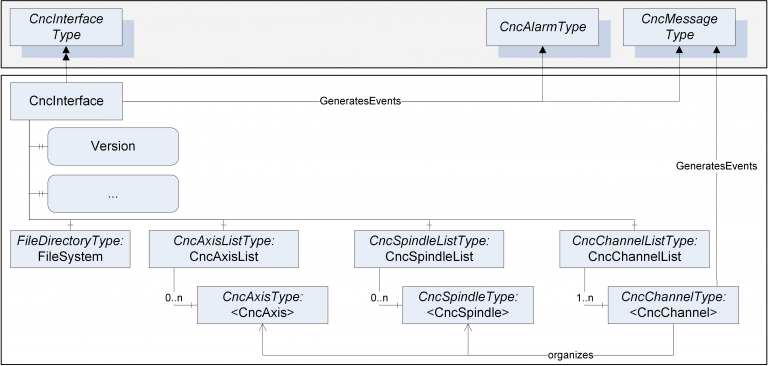 CncInterface
Type
CncAlarmType
CncMessage
Type
CncInterface
GeneratesEvents
Version
GeneratesEvents
...
FileDirectoryType:
FileSystem
CncAxisListType:
CncAxisList
CncSpindleListType:
CncSpindleList
CncChannelListType:
CncChannelList
0..n
CncAxisType:
<CncAxis>
0..n
CncSpindleType:
<CncSpindle>
1..n
CncChannelType:
<CncChannel>
organizes